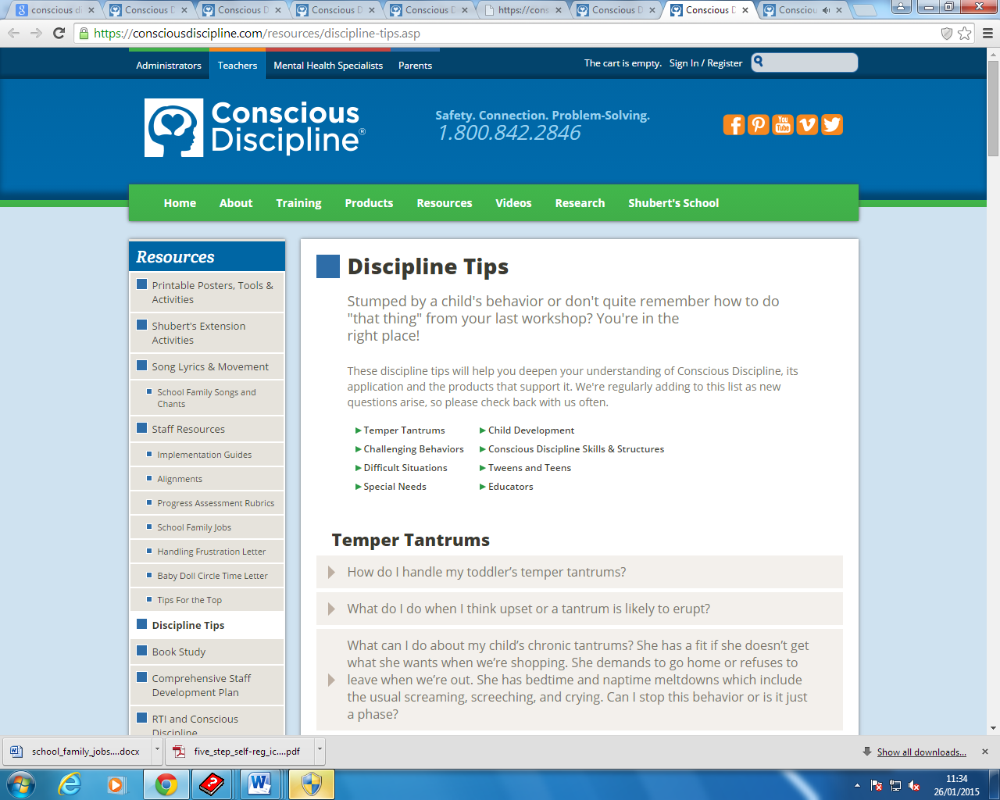 conscious di
Conscious D
Conscious D
Conscious D
Conscious D
https://cons
Conscious D
Conscious D
Consciou
https://consciousdiscipline.com/resources/discipline-tips.asp
Administrators Teachers Mental Health Specialists Parents
The cart is empty. Sign In / Register
Conscious
Discipline®
Safety. Connection. Problem-Solving.
1.800.842.2846
You
Tube
Home About Training Products Resources Videos Research Shubert's School
Resources
Printable Posters, Tools &
Activities
Shubert's Extension
Activities
Song Lyrics & Movement
School Family Songs and
Chants
Staff Resources
Implementation Guides
Alignments
Progress Assessment Rubrics
School Family Jobs
Handling Frustration Letter
Baby Doll Circle Time Letter
Tips For the Top
Discipline Tips
Book Study
Comprehensive Staff
Development Plan
RTI and Conscious
Discipline
Discipline Tips
Stumped by a child's behavior or don't quite remember how to do
"that thing" from your last workshop? You're in the
right place!
These discipline tips will help you deepen your understanding of Conscious Discipline, its
application and the products that support it. We're regularly adding to this list as new
questions arise, so please check back with us often.
Temper Tantrums
Challenging Behaviors
Difficult Situations
Special Needs
Child Development
Conscious Discipline Skills & Structures
Tweens and Teens
Educators
Temper Tantrums
How do I handle my toddler’s temper tantrums?
What do I do when I think upset or a tantrum is likely to erupt?
What can I do about my child’s chronic tantrums? She has a fit if she doesn’t get
what she wants when we’re shopping. She demands to go home or refuses to
leave when we’re out. She has bedtime and naptime meltdowns which include
the usual screaming, screeching, and crying. Can I stop this behavior or is it just
a phase?
school_family_jobs....docx
five_step_self-reg_ic....pdf
Show all downloads...
11:34
26/01/2015